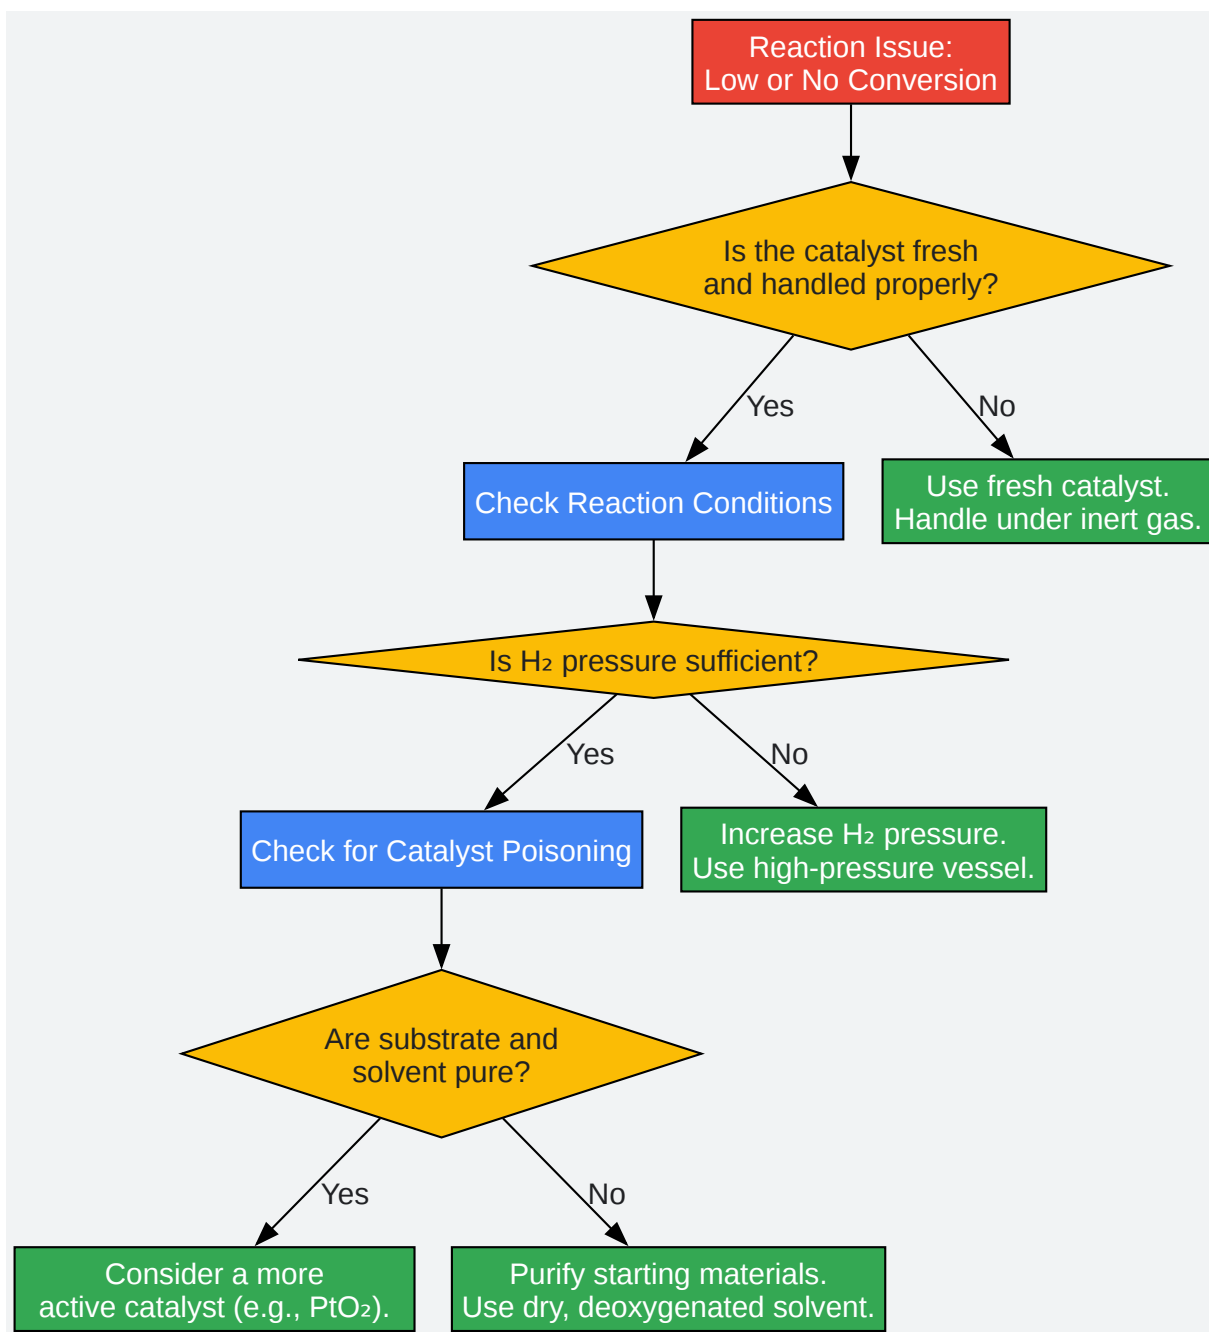 Reaction Issue:
Low or No Conversion
Is the catalyst fresh
and handled properly?
Yes
No
Check Reaction Conditions
Use fresh catalyst.
Handle under inert gas.
Is H₂ pressure sufficient?
Yes
No
Check for Catalyst Poisoning
Increase H₂ pressure.
Use high-pressure vessel.
Are substrate and
solvent pure?
Yes
No
Consider a more
active catalyst (e.g., PtO₂).
Purify starting materials.
Use dry, deoxygenated solvent.